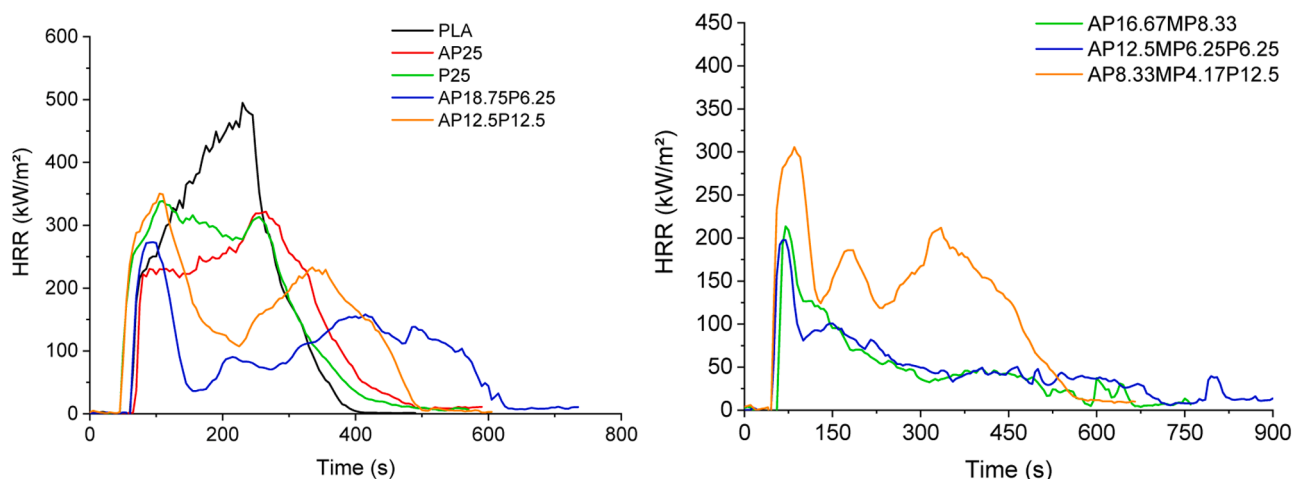 600
500
400
300
200
100
0
HRR (kW/m²)
0
200
400
600
800
Time (s)
PLA
AP25
P25
AP18.75P6.25
AP12.5P12.5
450
400
350
300
250
200
150
100
50
0
HRR (kW/m²)
0
150
300
450
600
750
900
Time (s)
AP16.67MP8.33
AP12.5MP6.25P6.25
AP8.33MP4.17P12.5